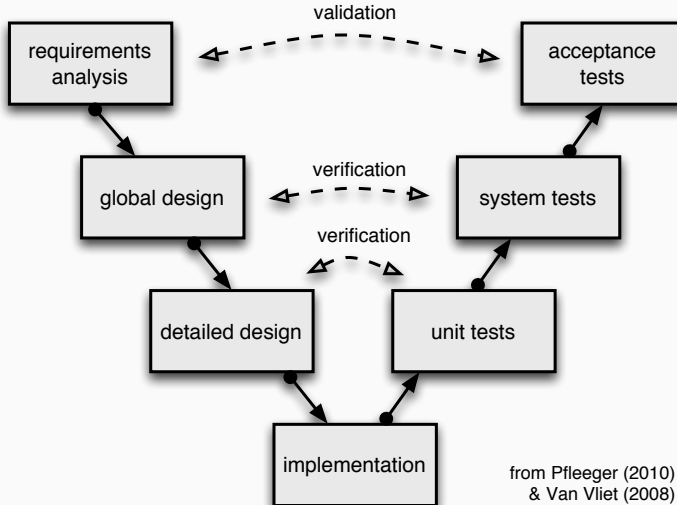 validation
requirements
analysis
acceptance
tests
verification
global design
system tests
verification
detailed design
unit tests
implementation
from Pfleeger (2010)
& Van Vliet (2008)